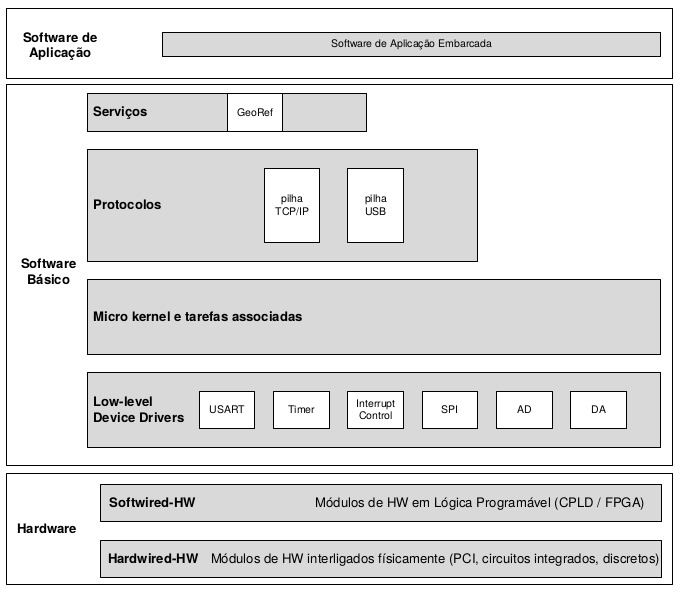 Software de
Aplicação
Software de Aplicação Embarcada
Serviços
GeoRef
Protocolos
pilha
TCP/IP
pilha
USB
Software
Básico
Micro kernel e tarefas associadas
Low-level
Device Drivers
USART
Timer
Interrupt
Control
SPI
AD
DA
Hardware
Softwired-HW
Módulos de HW em Lógica Programável (CPLD / FPGA)
Hardwired-HW
Módulos de HW interligados físicamente (PCI, circuitos integrados, discretos)